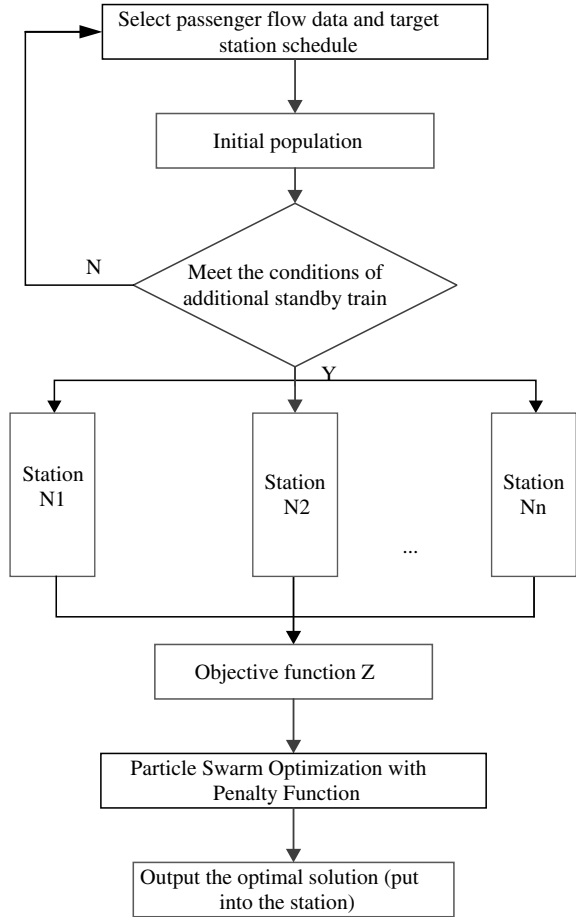 Select passenger flow data and target
station schedule
Initial population
N
Meet the conditions of
additional standby train
Y
Station
N1
Station
N2
...
Station
Nn
Objective function Z
Particle Swarm Optimization with
Penalty Function
Output the optimal solution (put
into the station)